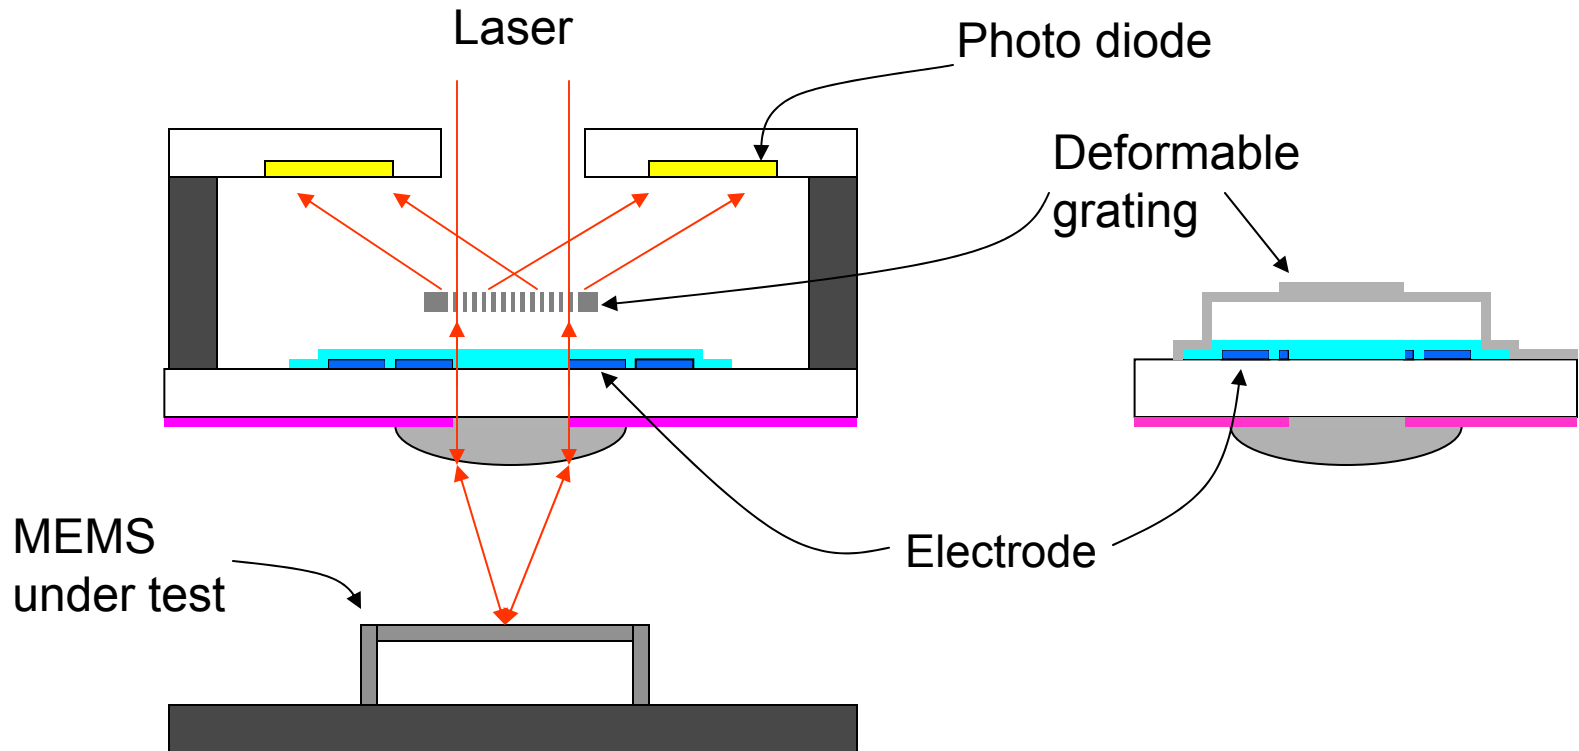 Laser
Photo diode
Deformable
grating
Electrode
MEMS
under test